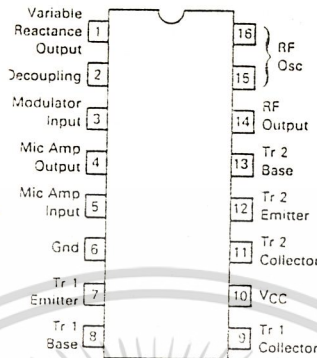 Variable
Reactance
Output
1
Decoupling
2
Modulator
Input
3
Mic Amp
Output
4
Mic Amp
Input
5
Gnd
6
Tr 1
Emitter
7
Tr 1
Base
8
16
15
RF
Osc
14
RF
Output
13
Tr 2
Base
12
Tr 2
Emitter
11
Tr 2
Collector
10
VCC
9
Tr 1
Collector